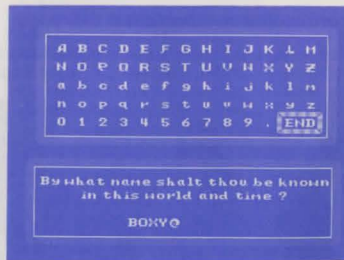 A B C D E F G H I J K L M
N O P Q R S T U V W X Y Z
a b c d e f g h i j k l m
n o p q r s t u v w x y z
0 1 2 3 4 5 6 7 8 9 . END
By what name shalt thou be known
in this world and time ?
BOXY@